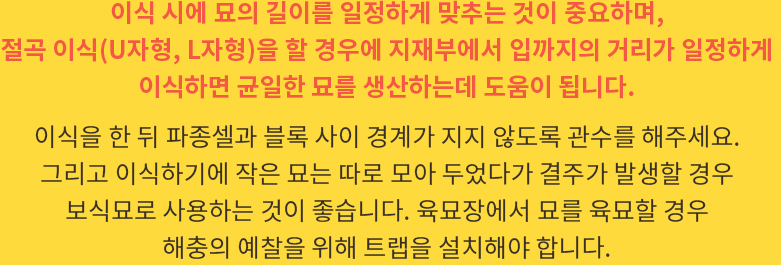 이식 시에 묘의 길이를 일정하게 맞추는 것이 중요하며,
절곡 이식(U자형, L자형)을 할 경우에 지재부에서 입까지의 거리가 일정하게
이식하면 균일한 묘를 생산하는데 도움이 됩니다.
이식을 한 뒤 파종셀과 블록 사이 경계가 지지 않도록 관수를 해주세요.
그리고 이식하기에 작은 묘는 따로 모아 두었다가 결주가 발생할 경우
보식묘로 사용하는 것이 좋습니다. 육묘장에서 묘를 육묘할 경우
해충의 예찰을 위해 트랩을 설치해야 합니다.